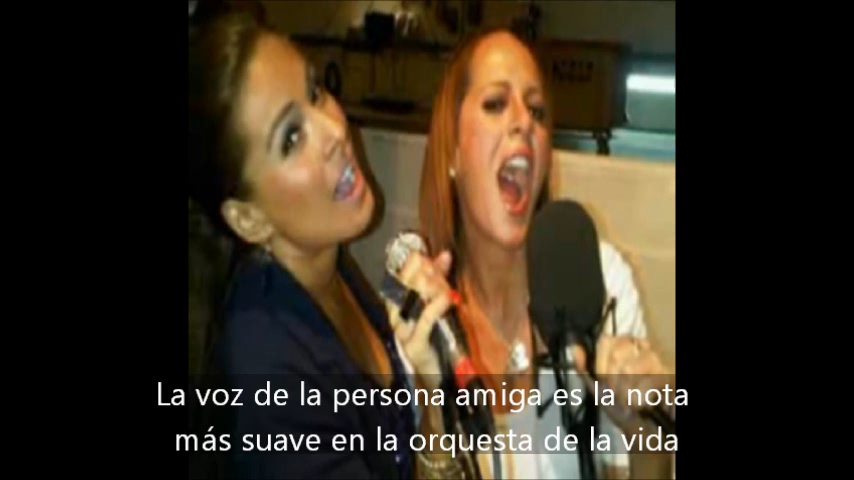 La voz de la persona amiga es la nota
más suave en la orquesta de la vida